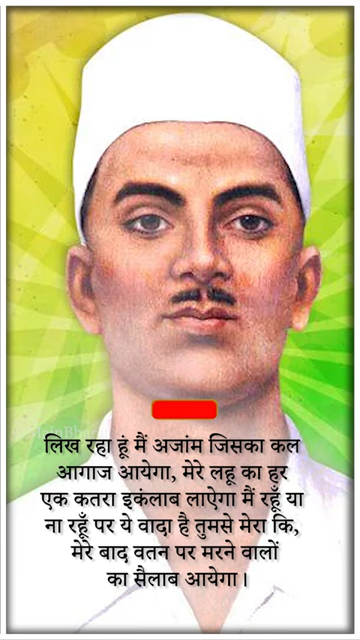 लिख रहा हूं मैं अजांम जिसका कल
आगाज आयेगा, मेरे लहू का हर
एक कतरा इकंलाब लाऐगा मैं रहूँ या
ना रहूँ पर ये वादा है तुमसे मेरा कि,
मेरे बाद वतन पर मरने वालों
का सैलाब आयेगा।